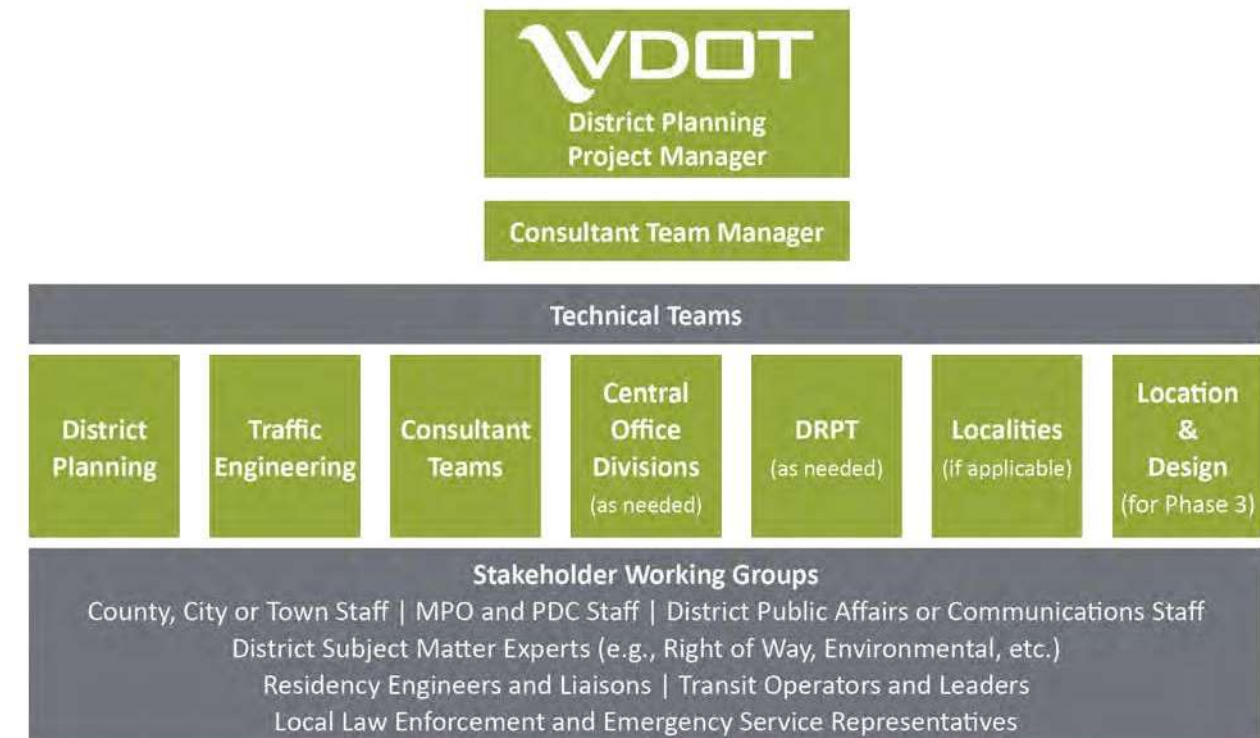 VDOT
District Planning
Project Manager
Consultant Team Manager
Technical Teams
District
Planning
Traffic
Engineering
Consultant
Teams
Central
Office
Divisions
(as needed)
DRPT
(as needed)
Localities
(if applicable)
Location
&
Design
(for Phase 3)
Stakeholder Working Groups
County, City or Town Staff | MPO and PDC Staff | District Public Affairs or Communications Staff
District Subject Matter Experts (e.g., Right of Way, Environmental, etc.)
Residency Engineers and Liaisons | Transit Operators and Leaders
Local Law Enforcement and Emergency Service Representatives